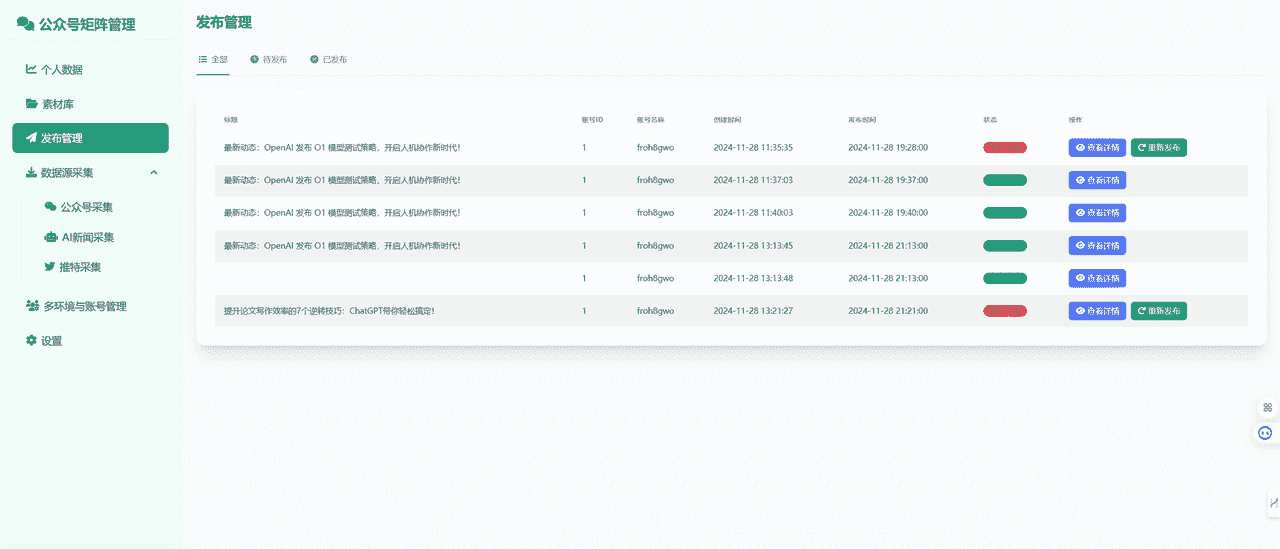 公众号矩阵管理
个人数据
素材库
发布管理
数据源采集
公众号采集
AI新闻采集
推特采集
多环境与账号管理
设置
发布管理
全部 待发布 已发布
标题 账号ID 账号名称 创建时间 发布时间 状态 操作
最新动态：OpenAI 发布 O1 模型测试策略，开启人机协作新时代！ 1 froh8gwo 2024-11-28 11:35:35 2024-11-28 19:28:00 查看详情 重新发布
最新动态：OpenAI 发布 O1 模型测试策略，开启人机协作新时代！ 1 froh8gwo 2024-11-28 11:37:03 2024-11-28 19:37:00 查看详情
最新动态：OpenAI 发布 O1 模型测试策略，开启人机协作新时代！ 1 froh8gwo 2024-11-28 11:40:03 2024-11-28 19:40:00 查看详情
最新动态：OpenAI 发布 O1 模型测试策略，开启人机协作新时代！ 1 froh8gwo 2024-11-28 13:13:45 2024-11-28 21:13:00 查看详情
1 froh8gwo 2024-11-28 13:13:48 2024-11-28 21:13:00 查看详情
提升论文写作效率的7个逆转技巧：ChatGPT带你轻松搞定！ 1 froh8gwo 2024-11-28 13:21:27 2024-11-28 21:21:00 查看详情 重新发布